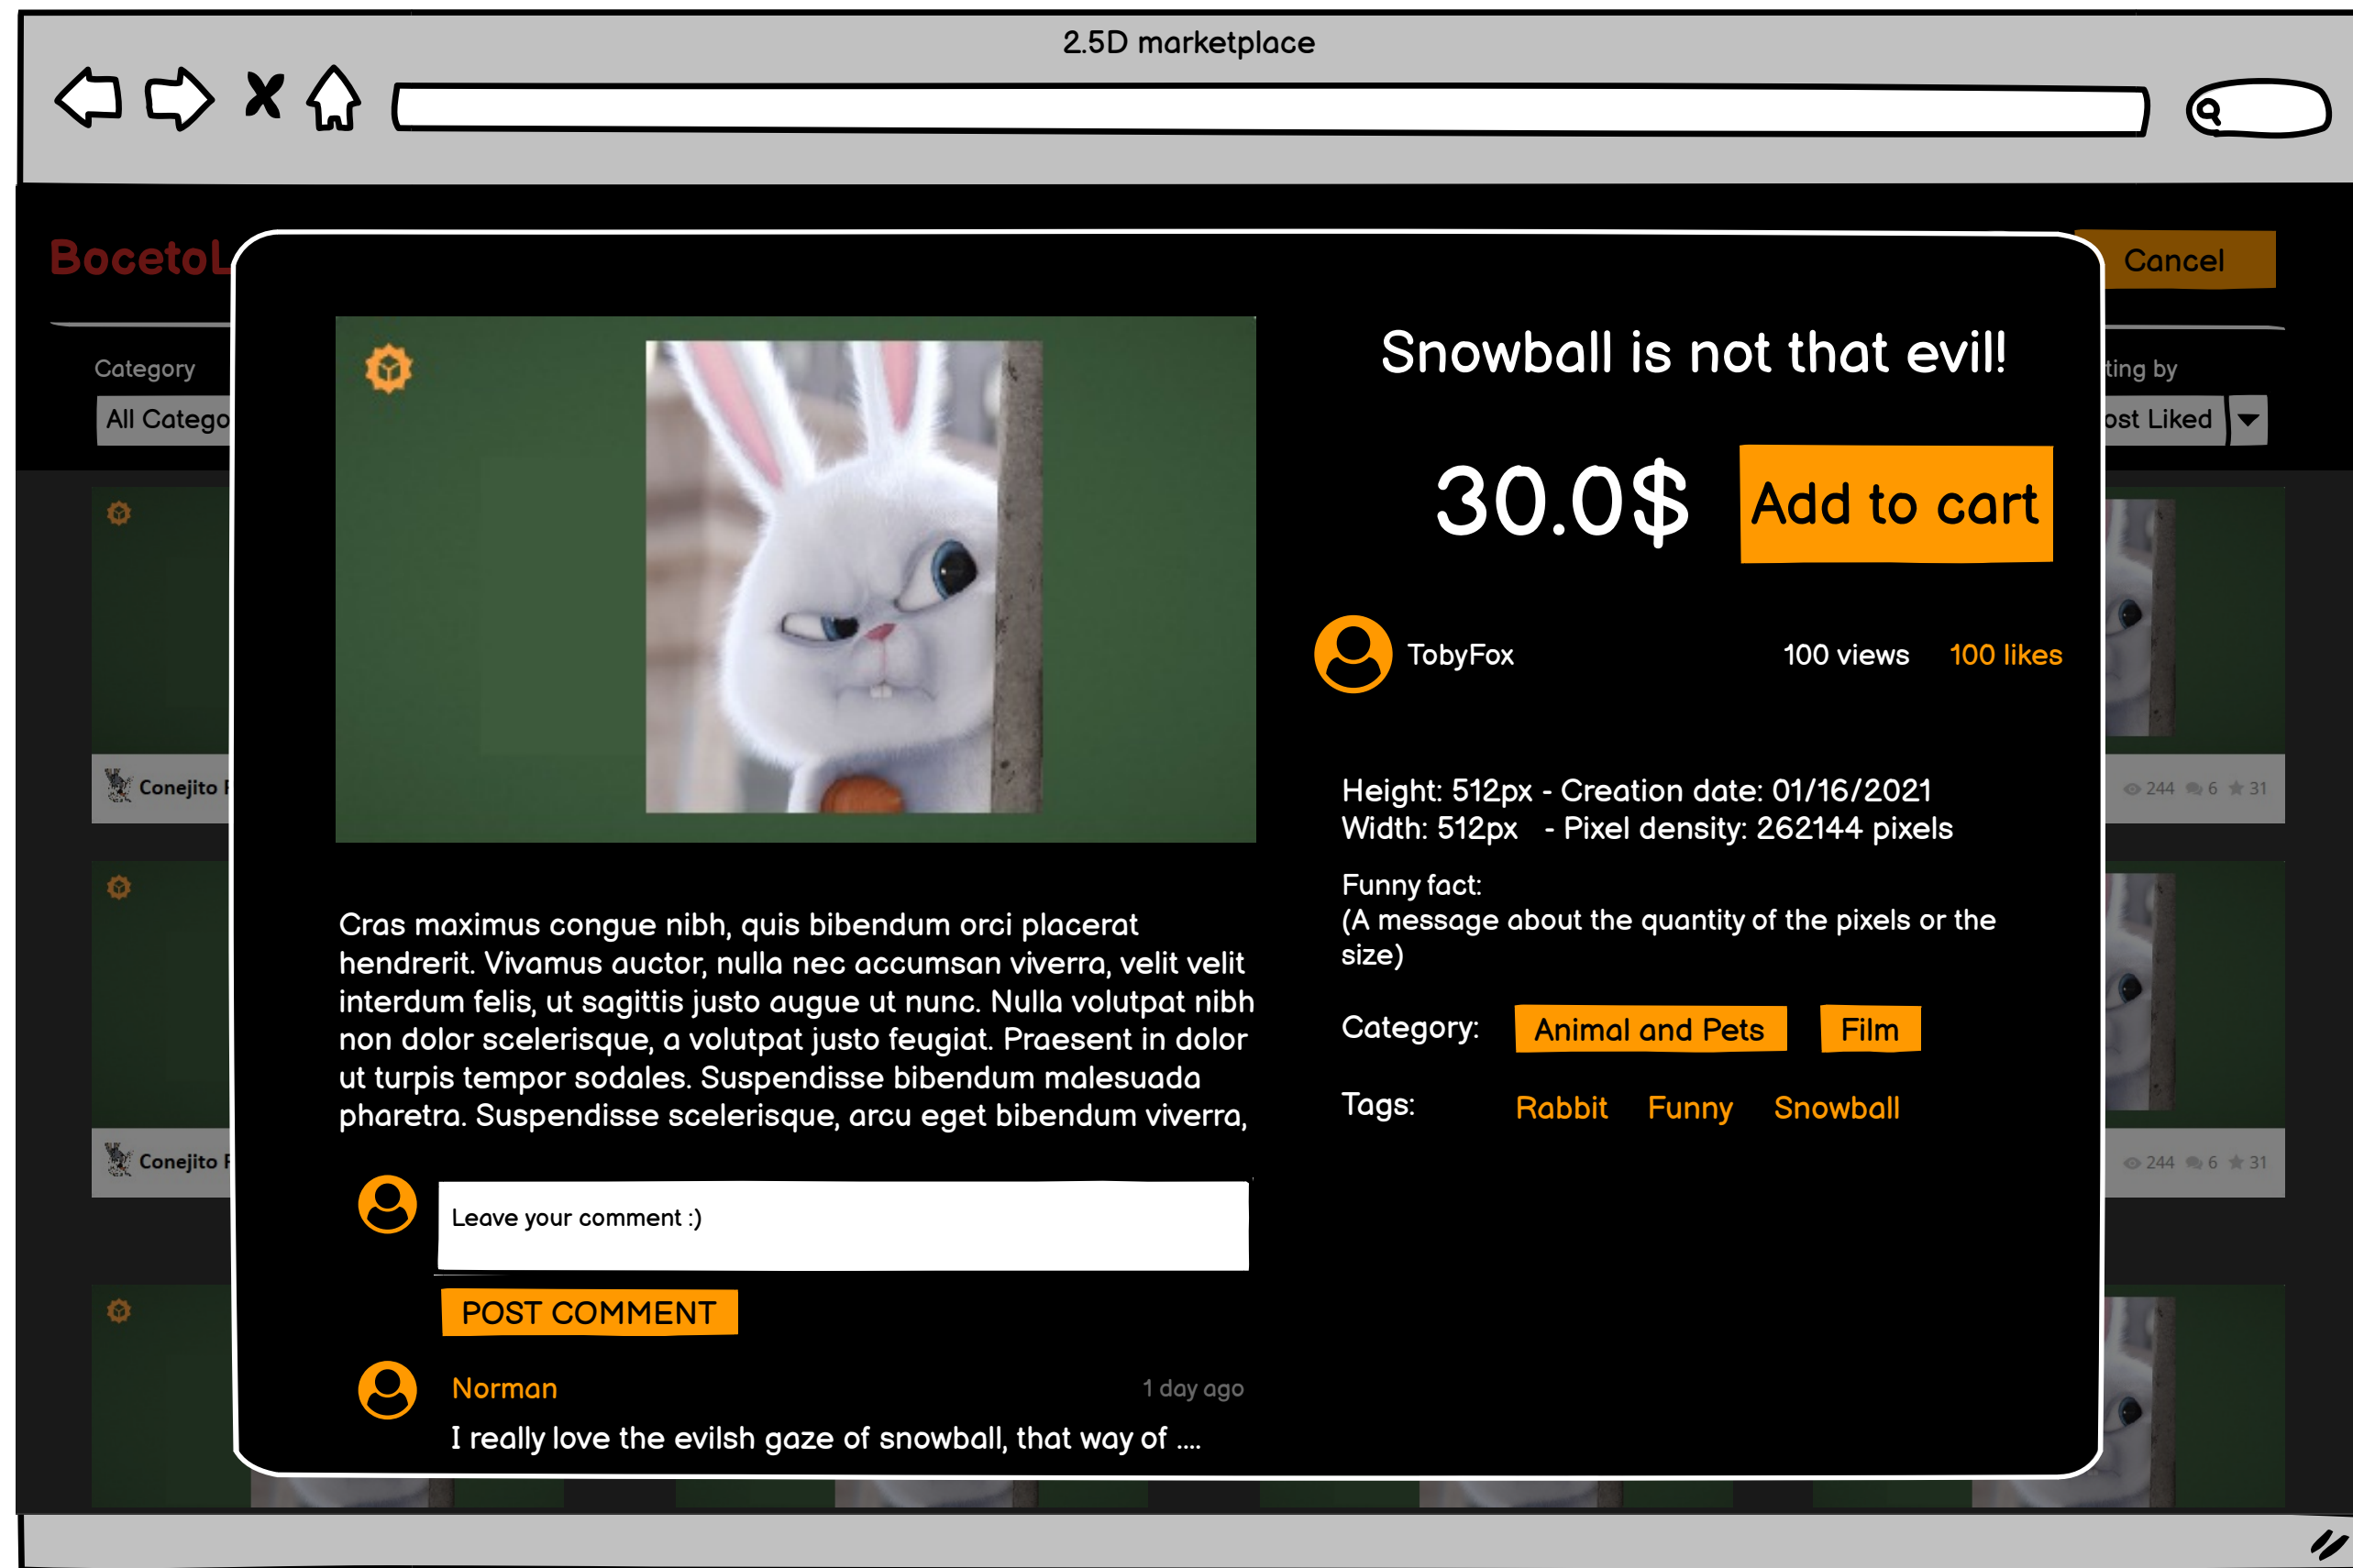 2.5D marketplace
BocetoL
Cancel
Category
ting by
All Catego
ost Liked
Snowball is not that evil!
30.0$
Add to cart
TobyFox
100 views
100 likes
Height: 512px - Creation date: 01/16/2021
Width: 512px - Pixel density: 262144 pixels
Funny fact:
(A message about the quantity of the pixels or the
size)
Category:
Animal and Pets
Film
Tags:
Rabbit
Funny
Snowball
Cras maximus congue nibh, quis bibendum orci placerat
hendrerit. Vivamus auctor, nulla nec accumsan viverra, velit velit
interdum felis, ut sagittis justo augue ut nunc. Nulla volutpat nibh
non dolor scelerisque, a volutpat justo feugiat. Praesent in dolor
ut turpis tempor sodales. Suspendisse bibendum malesuada
pharetra. Suspendisse scelerisque, arcu eget bibendum viverra,
Leave your comment :)
POST COMMENT
Norman
1 day ago
I really love the evilsh gaze of snowball, that way of ....
Conejito
244 6 31
Conejito
244 6 31